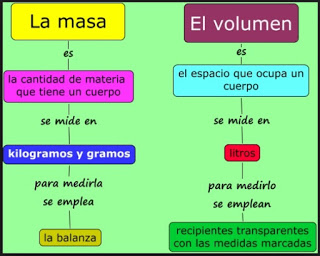 La masa
es
la cantidad de materia
que tiene un cuerpo
se mide en
kilogramos y gramos
para medirla
se emplea
la balanza
El volumen
es
el espacio que ocupa un
cuerpo
se mide en
litros
para medirlo
se emplean
recipientes transparentes
con las medidas marcadas